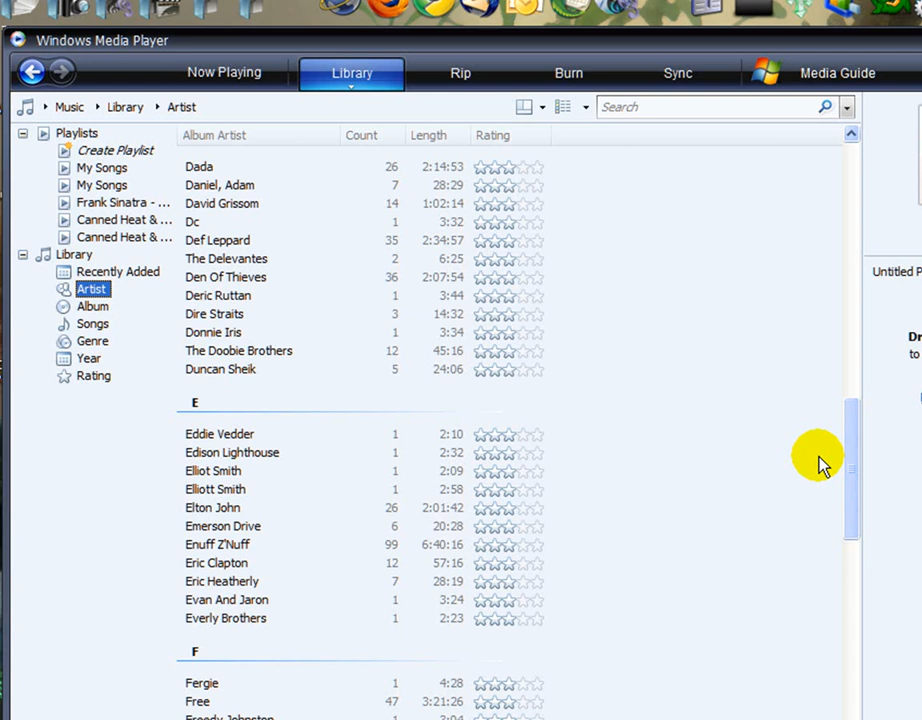 Windows Media Player
Now Playing Library Rip Burn Sync Media Guide
Music Library Artist Search
Playlists
Create Playlist
My Songs
My Songs
Frank Sinatra - ...
Canned Heat & ...
Canned Heat & ...
Library
Recently Added
Artist
Album
Songs
Genre
Year
Rating
Album Artist Count Length Rating
Dada 26 2:14:53
Daniel, Adam 7 28:29
David Grissom 14 1:02:14
Dc 1 3:32
Def Leppard 35 2:34:57
The Delevantes 2 6:25
Den Of Thieves 36 2:07:54
Deric Ruttan 1 3:44
Dire Straits 3 14:32
Donnie Iris 1 3:34
The Doobie Brothers 12 45:16
Duncan Sheik 5 24:06
E
Eddie Vedder 1 2:10
Edison Lighthouse 1 2:32
Elliot Smith 1 2:09
Elliott Smith 1 2:58
Elton John 26 2:01:42
Emerson Drive 6 20:28
Enuff Z'Nuff 99 6:40:16
Eric Clapton 12 57:16
Eric Heatherly 7 28:19
Evan And Jaron 1 3:24
Everly Brothers 1 2:23
F
Fergie 1 4:28
Free 47 3:21:26
Freedy Johnston 1 3:04
Untitled P
Dr
to